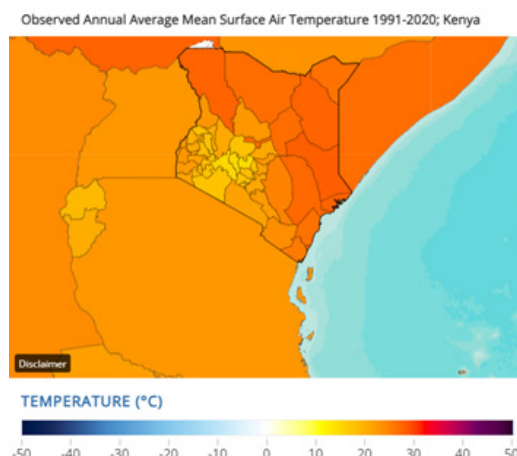 Observed Annual Average Mean Surface Air Temperature 1991-2020; Kenya
Disclaimer
TEMPERATURE (°C)
-50 -40 -30 -20 -10 0 10 20 30 40 50